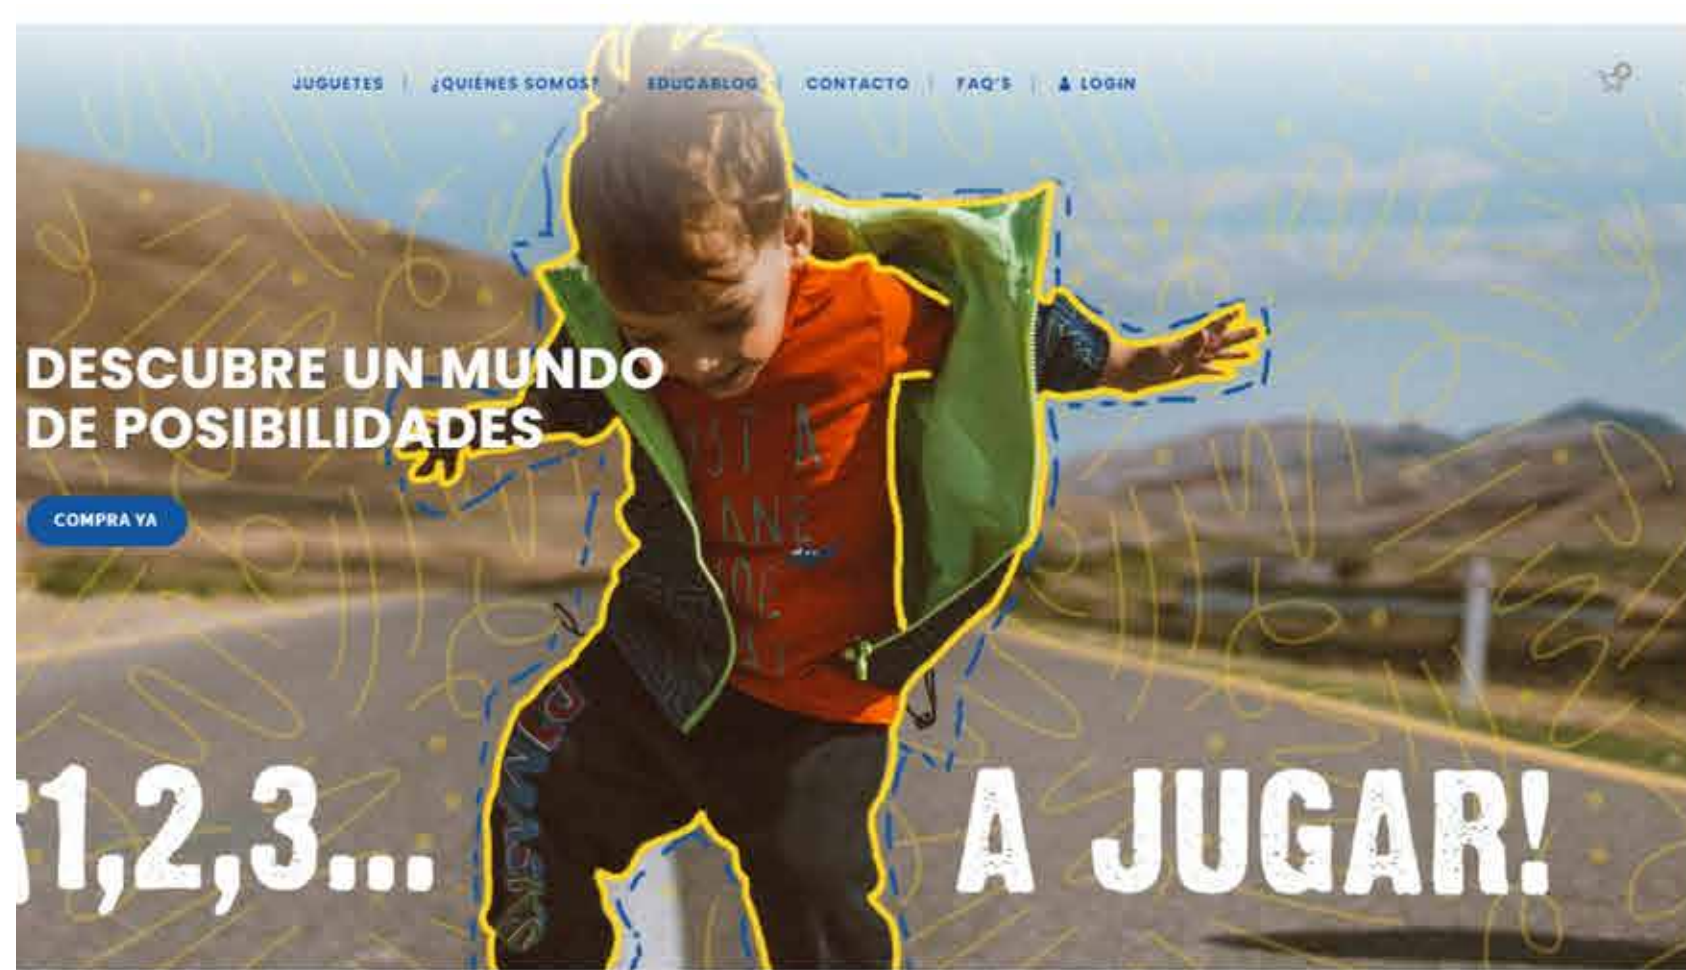 JUGUETES | ¿QUIÉNES SOMOS? | EDUCABLOG | CONTACTO | FAQ'S | LOGIN
DESCUBRE UN MUNDO
DE POSIBILIDADES
COMPRA YA
¡1,2,3... A JUGAR!